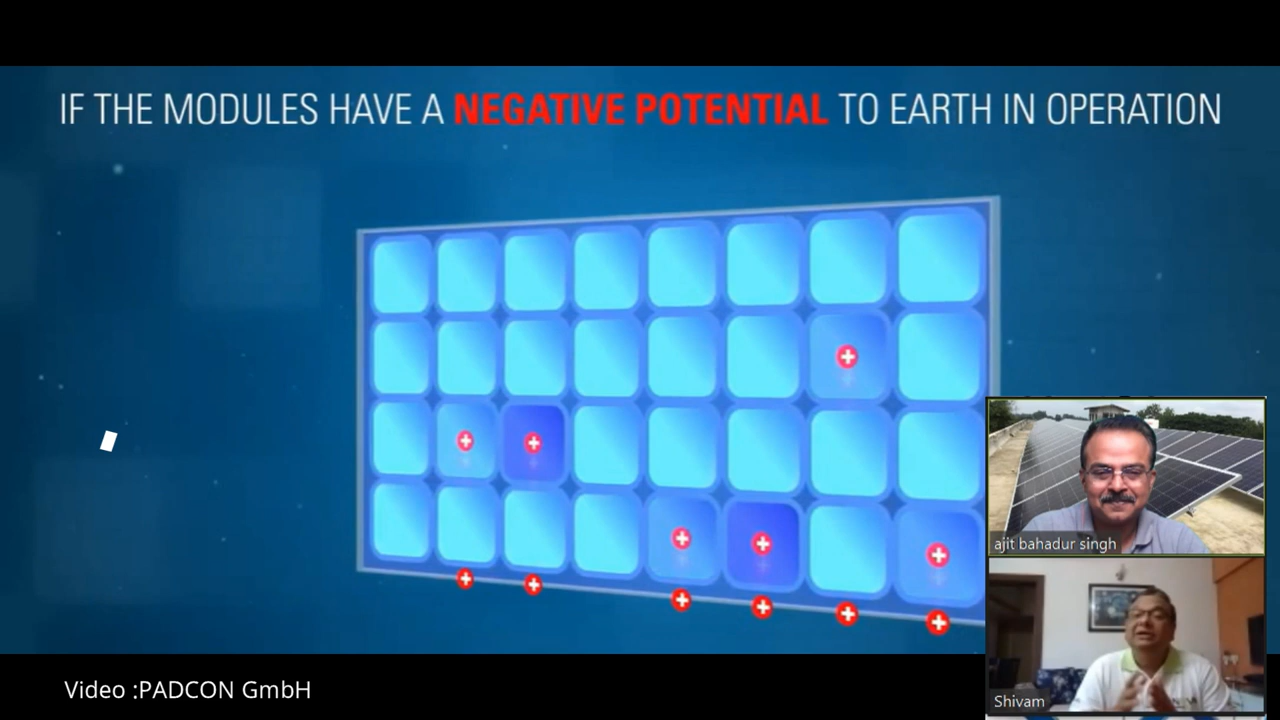 IF THE MODULES HAVE A NEGATIVE POTENTIAL TO EARTH IN OPERATION
ajit bahadur singh
Shivam
Video :PADCON GmbH